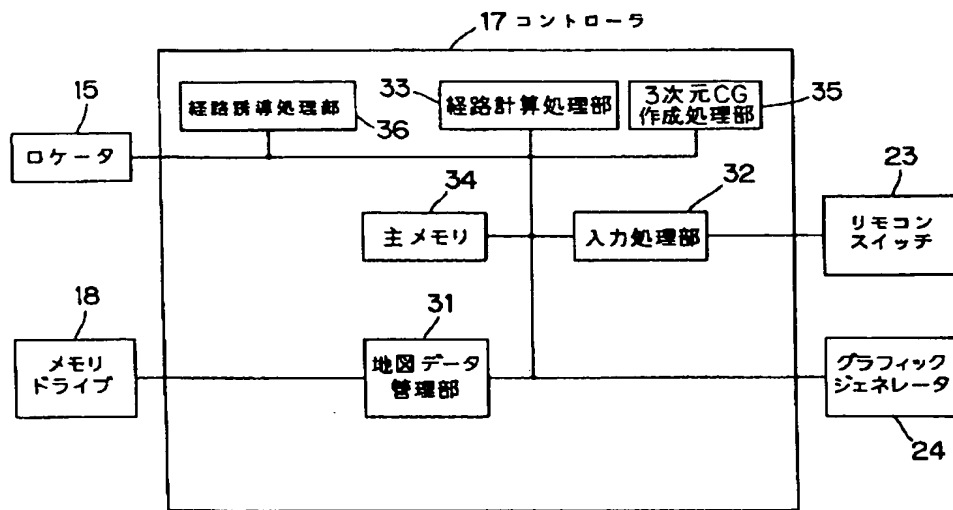 17 コントローラ
15
ロケータ
経路誘導処理部
36
33
経路計算処理部
3次元CG
作成処理部
35
34
主メモリ
32
入力処理部
23
リモコン
スイッチ
18
メモリ
ドライブ
31
地図データ
管理部
グラフィック
ジェネレータ
24